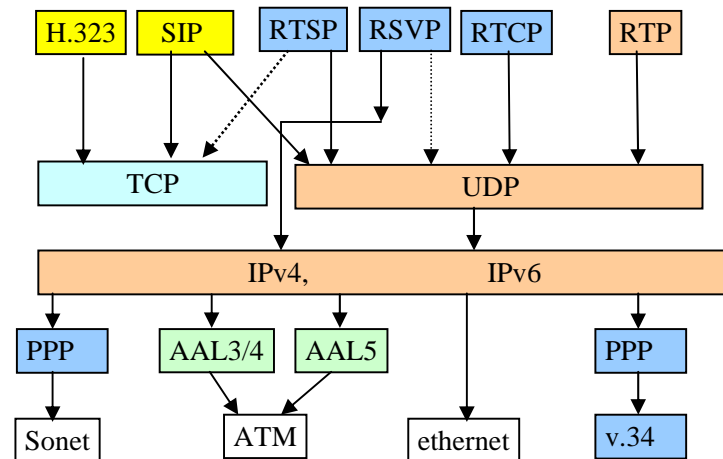 H.323 SIP RTSP RSVP RTCP RTP
TCP UDP
IPv4, IPv6
PPP AAL3/4 AAL5 PPP
Sonet ATM ethernet v.34